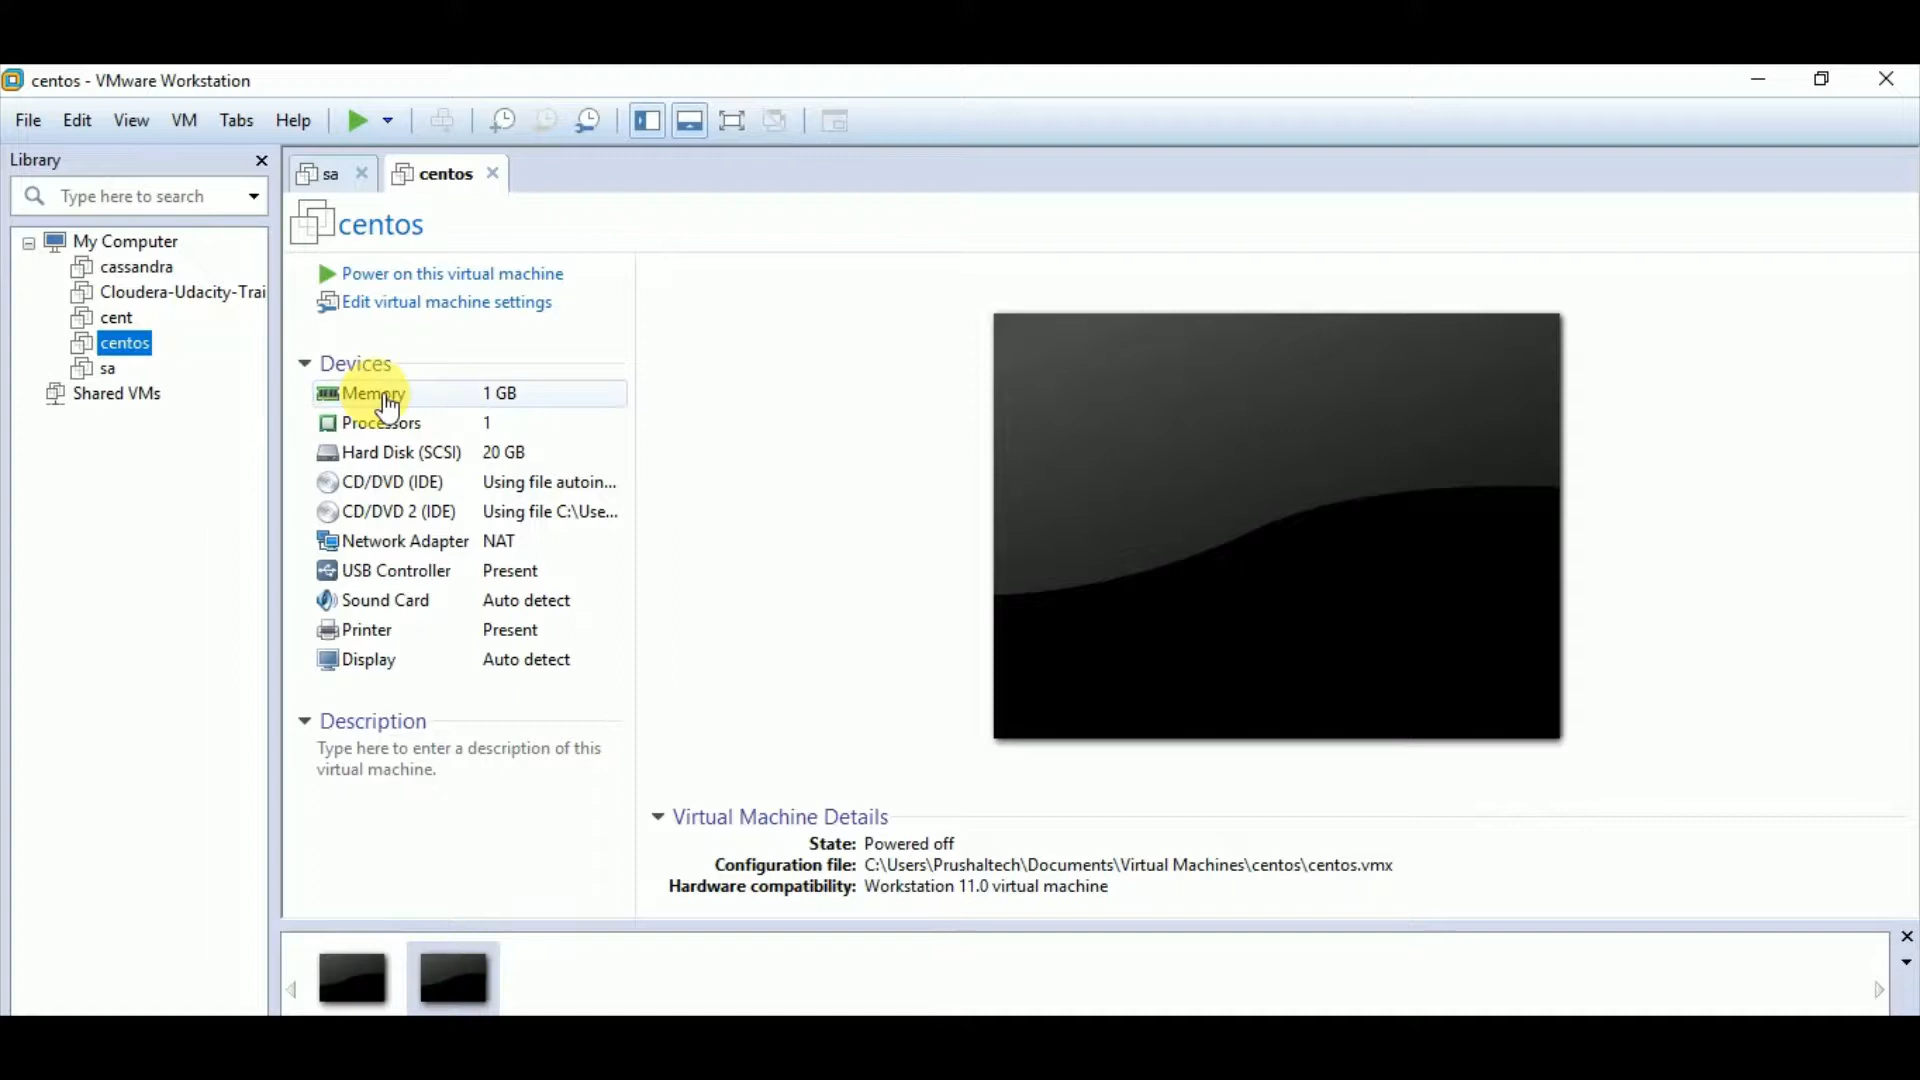 centos - VMware Workstation
File Edit View VM Tabs Help
Library
Type here to search
sa
centos
My Computer
cassandra
Cloudera-Udacity-Trai
cent
centos
sa
Shared VMs
centos
Power on this virtual machine
Edit virtual machine settings
Devices
Memory 1 GB
Processors 1
Hard Disk (SCSI) 20 GB
CD/DVD (IDE) Using file autoin...
CD/DVD 2 (IDE) Using file C:\Use...
Network Adapter NAT
USB Controller Present
Sound Card Auto detect
Printer Present
Display Auto detect
Description
Type here to enter a description of this
virtual machine.
Virtual Machine Details
State: Powered off
Configuration file: C:\Users\Prushaltech\Documents\Virtual Machines\centos\centos.vmx
Hardware compatibility: Workstation 11.0 virtual machine